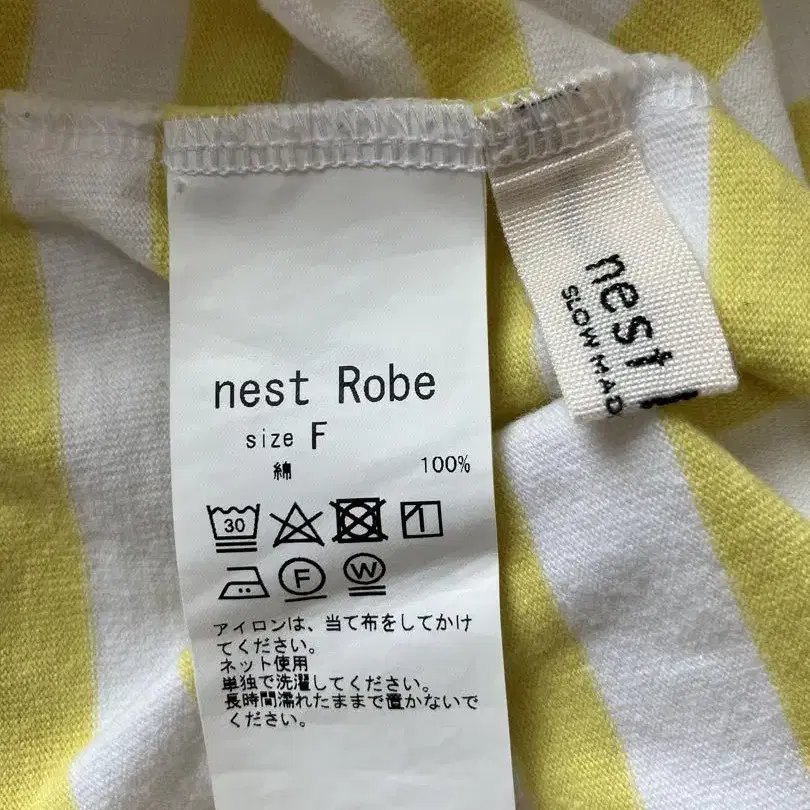 nest Robe
size F
綿 100%
30
F W
アイロンは、当て布をしてかけ
てください。
ネット使用
単独で洗濯してください。
長時間濡れたままで置かないで
ください。
nest
SLOW MAD